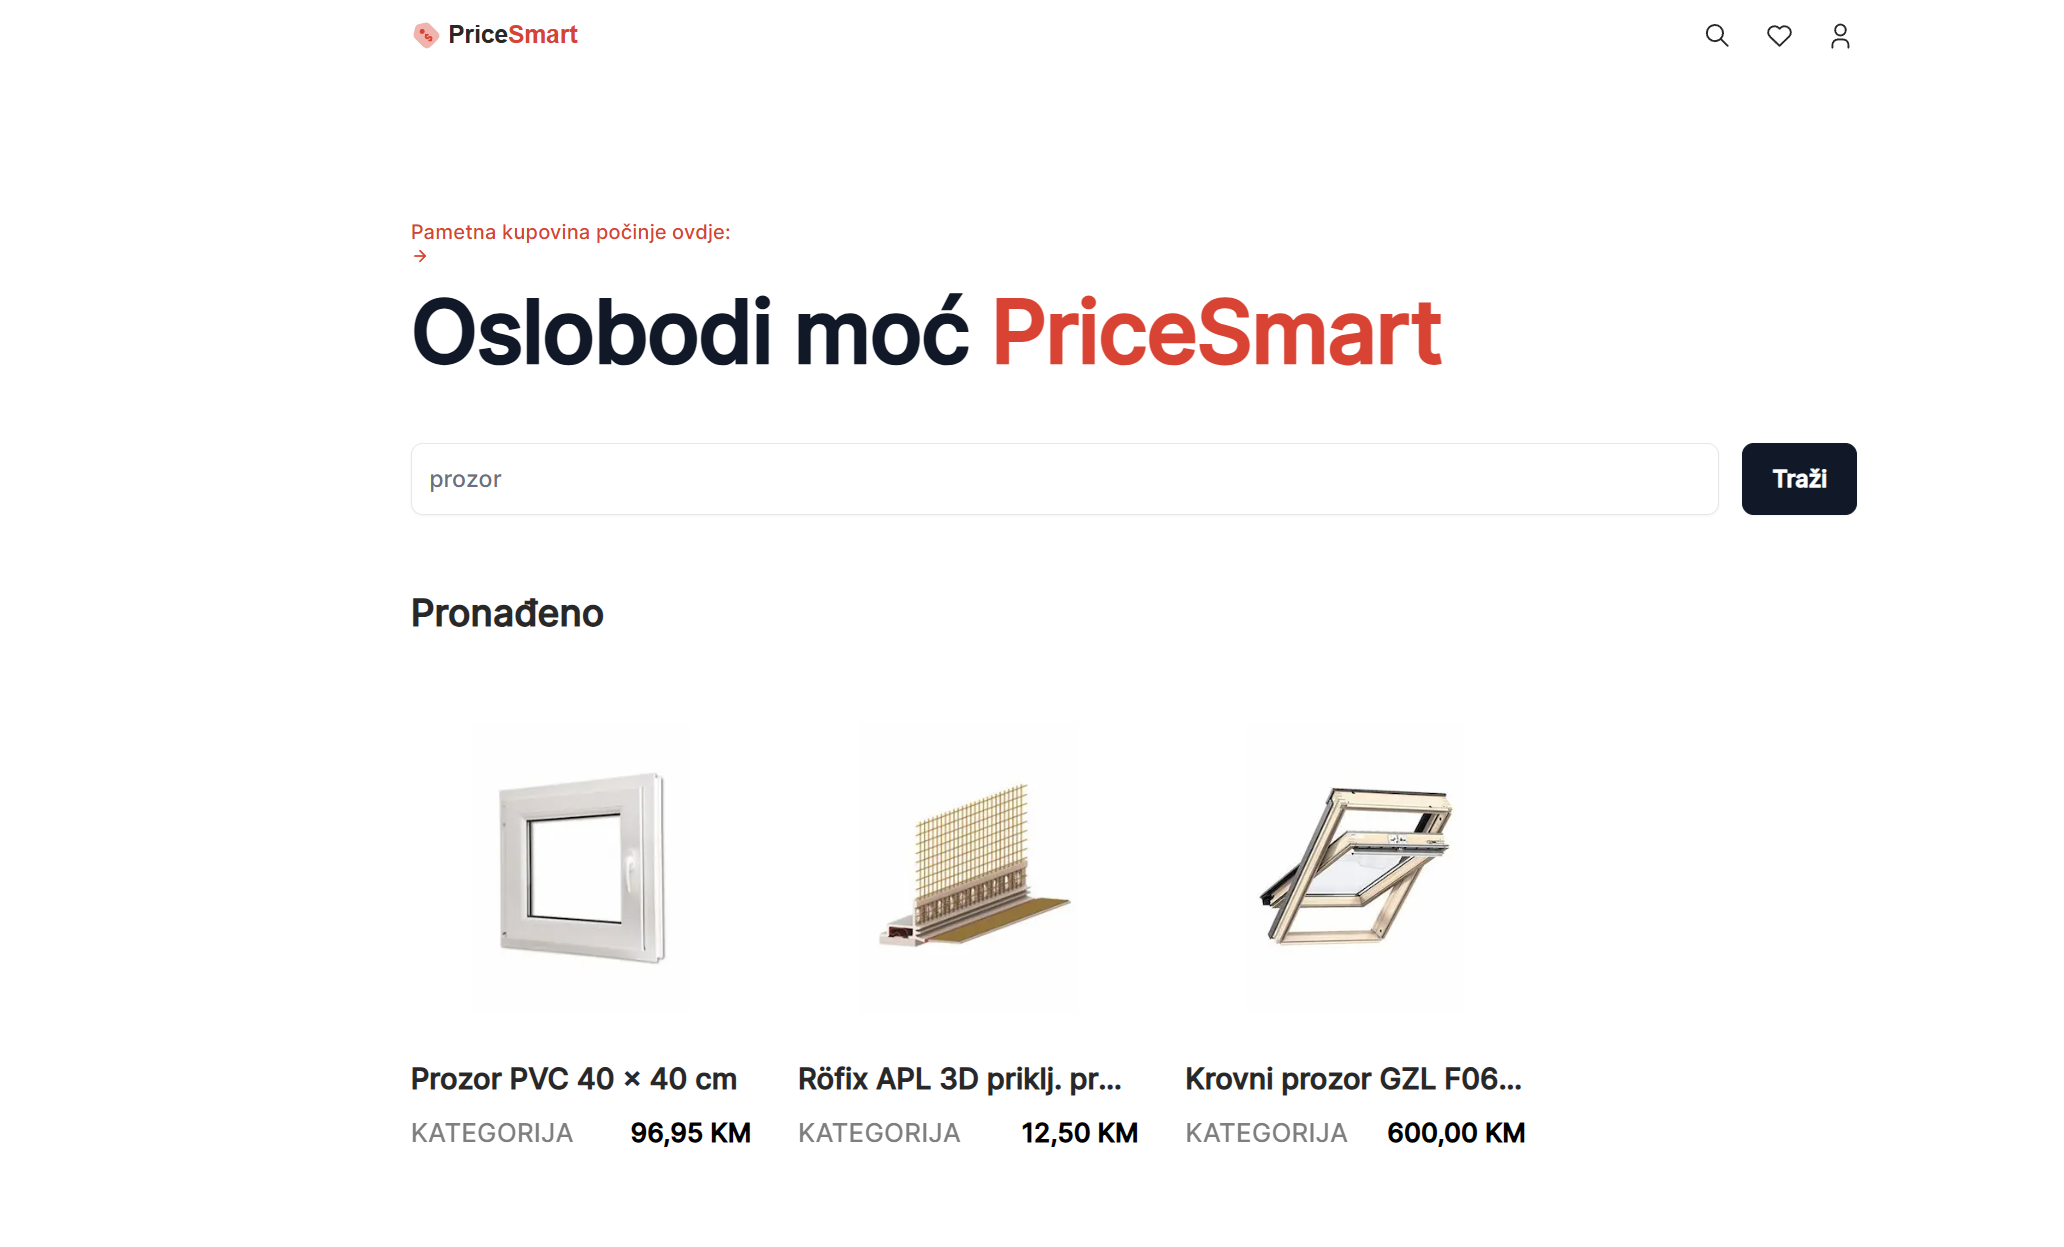 PriceSmart
Pametna kupovina počinje ovdje:
→
Oslobodi moć PriceSmart
prozor
Traži
Pronađeno
Prozor PVC 40 × 40 cm
KATEGORIJA 96,95 KM
Röfix APL 3D priklj. pr...
KATEGORIJA 12,50 KM
Krovni prozor GZL F06...
KATEGORIJA 600,00 KM